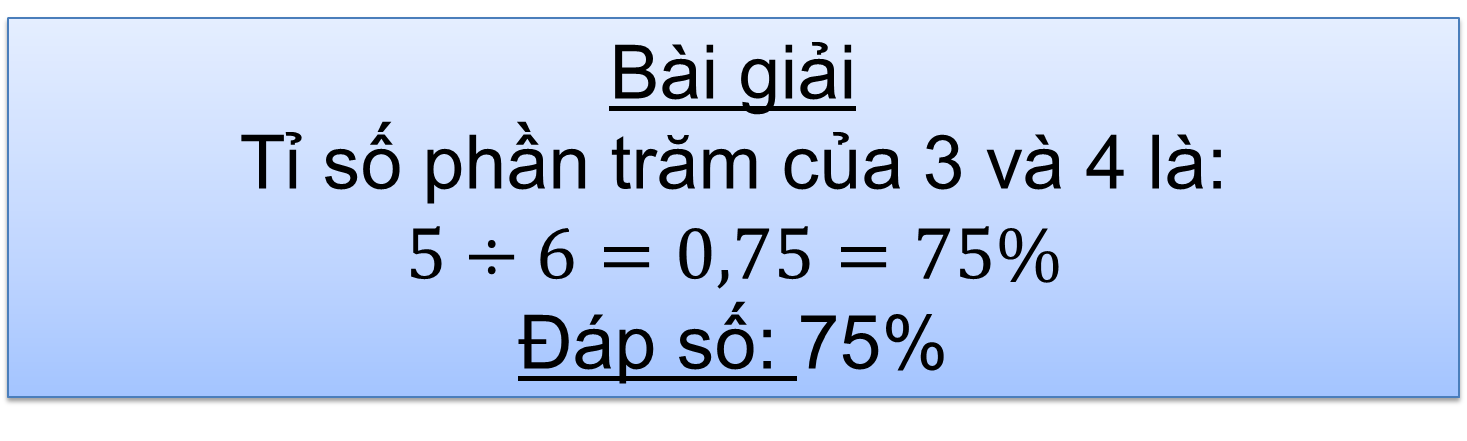 Bài giải
Tỉ số phần trăm của 3 và 4 là:
5 ÷ 6 = 0,75 = 75%
Đáp số: 75%